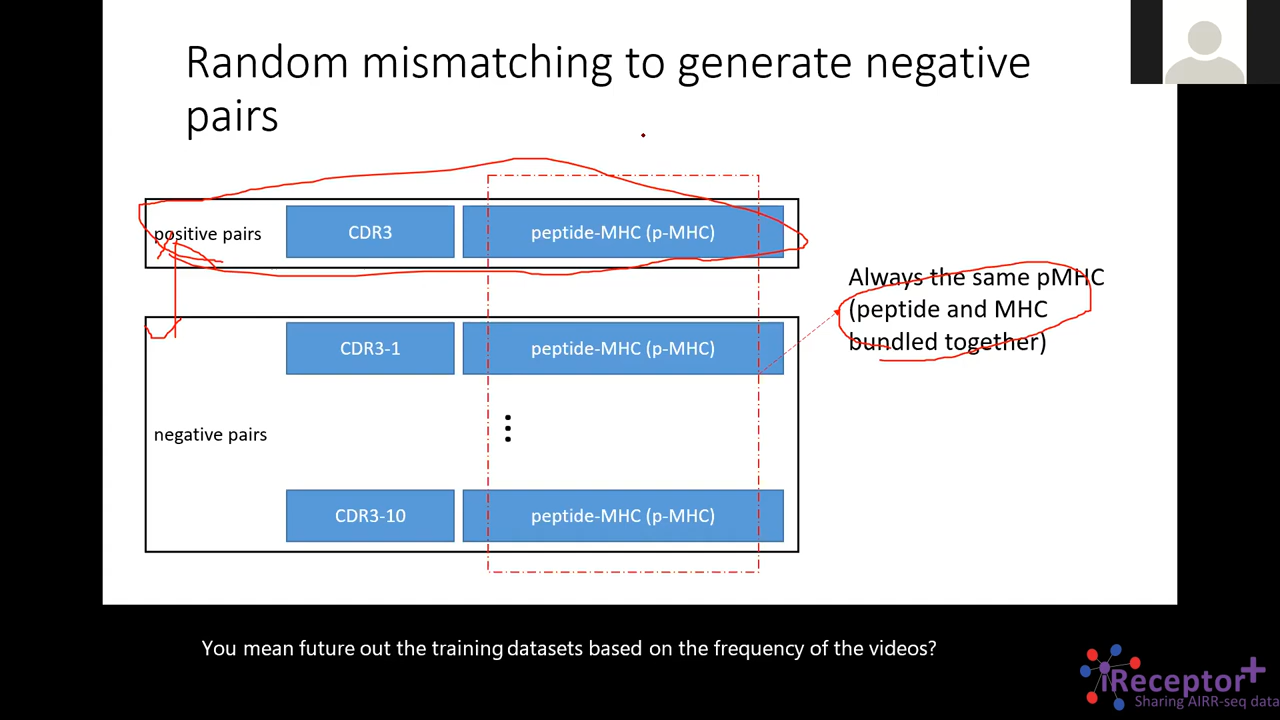 Random mismatching to generate negative
pairs
positive pairs
CDR3
peptide-MHC (p-MHC)
Always the same pMHC
(peptide and MHC
bundled together)
CDR3-1
peptide-MHC (p-MHC)
negative pairs
CDR3-10
peptide-MHC (p-MHC)
You mean future out the training datasets based on the frequency of the videos?
iReceptor+
Sharing AIRR-seq data